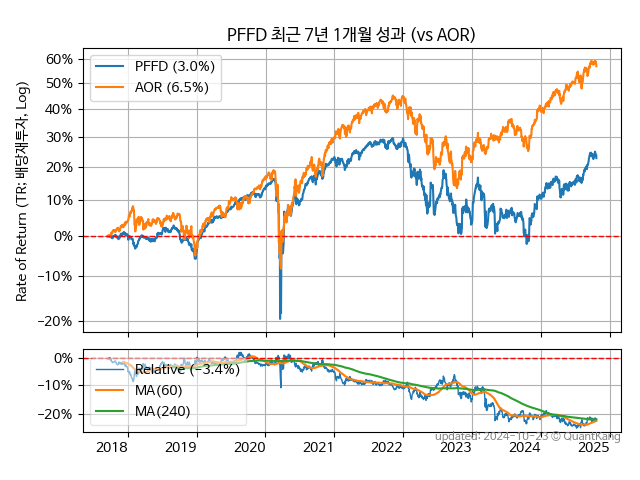 PFFD 최근 7년 1개월 성과 (vs AOR)
Rate of Return (TR: 배당재투자, Log)
60%
50%
40%
30%
20%
10%
0%
−10%
−20%
PFFD (3.0%)
AOR (6.5%)
0%
−10%
−20%
Relative (−3.4%)
MA(60)
MA(240)
2018 2019 2020 2021 2022 2023 2024 2025
updated: 2024-10-23 © QuantKang